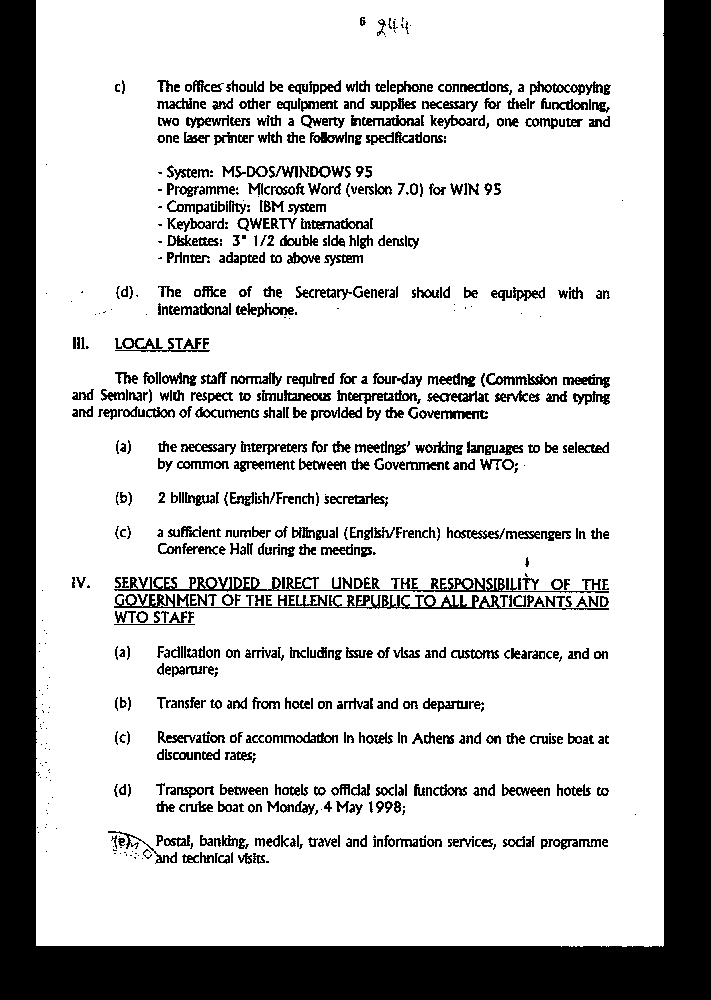 6 244
c) The offices should be equipped with telephone connections, a photocopying
machine and other equipment and supplies necessary for their functioning,
two typewriters with a Qwerty international keyboard, one computer and
one laser printer with the following specifications:
- System: MS-DOS/WINDOWS 95
- Programme: Microsoft Word (version 7.0) for WIN 95
- Compatibility: IBM system
- Keyboard: QWERTY international
- Diskettes: 3" 1/2 double side high density
- Printer: adapted to above system
(d). The office of the Secretary-General should be equipped with an
international telephone.
III. LOCAL STAFF
The following staff normally required for a four-day meeting (Commission meeting
and Seminar) with respect to simultaneous interpretation, secretariat services and typing
and reproduction of documents shall be provided by the Government:
(a) the necessary interpreters for the meetings' working languages to be selected
by common agreement between the Government and WTO;
(b) 2 bilingual (English/French) secretaries;
(c) a sufficient number of bilingual (English/French) hostesses/messengers in the
Conference Hall during the meetings.
IV. SERVICES PROVIDED DIRECT UNDER THE RESPONSIBILITY OF THE
GOVERNMENT OF THE HELLENIC REPUBLIC TO ALL PARTICIPANTS AND
WTO STAFF
(a) Facilitation on arrival, including issue of visas and customs clearance, and on
departure;
(b) Transfer to and from hotel on arrival and on departure;
(c) Reservation of accommodation in hotels in Athens and on the cruise boat at
discounted rates;
(d) Transport between hotels to official social functions and between hotels to
the cruise boat on Monday, 4 May 1998;
(e) Postal, banking, medical, travel and information services, social programme
and technical visits.